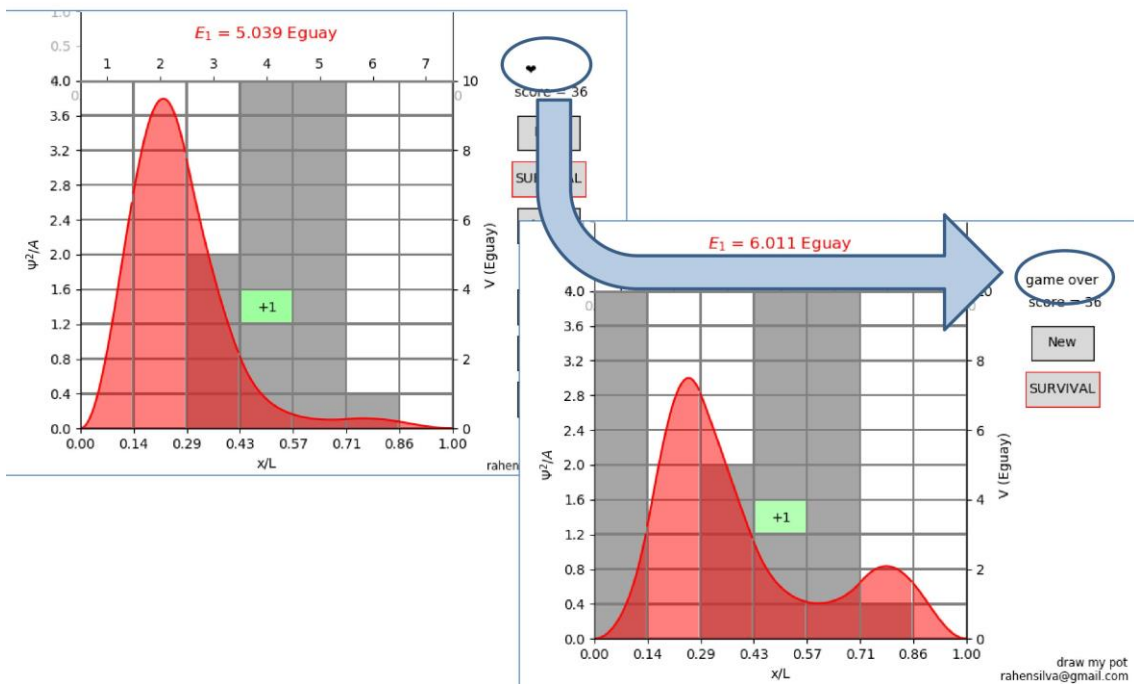 1.0
E₁ = 5.039 Eguay
0.5
1 2 3 4 5 6 7
4.0 10
3.6
3.2 8
2.8
2.4 6
2.0
1.6 4
1.2
0.8 2
0.4
0.0 0
Ψ²/A
V (Eguay)
+1
0.00 0.14 0.29 0.43 0.57 0.71 0.86 1.00
x/L
❤
score = 36
SURVIVAL
E₁ = 6.011 Eguay
4.0
3.6
3.2 8
2.8
2.4 6
2.0
1.6 4
1.2
0.8 2
0.4
0.0 0
Ψ²/A
V (Eguay)
+1
0.00 0.14 0.29 0.43 0.57 0.71 0.86 1.00
x/L
game over
score = 36
New
SURVIVAL
draw my pot
rahensilva@gmail.com